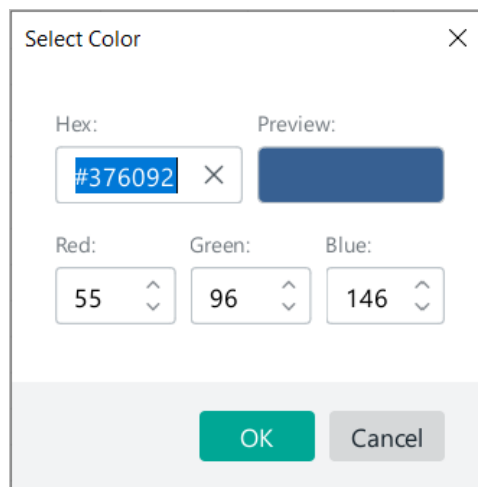 Select Color
Hex: Preview:
#376092
Red: Green: Blue:
55 96 146
OK Cancel